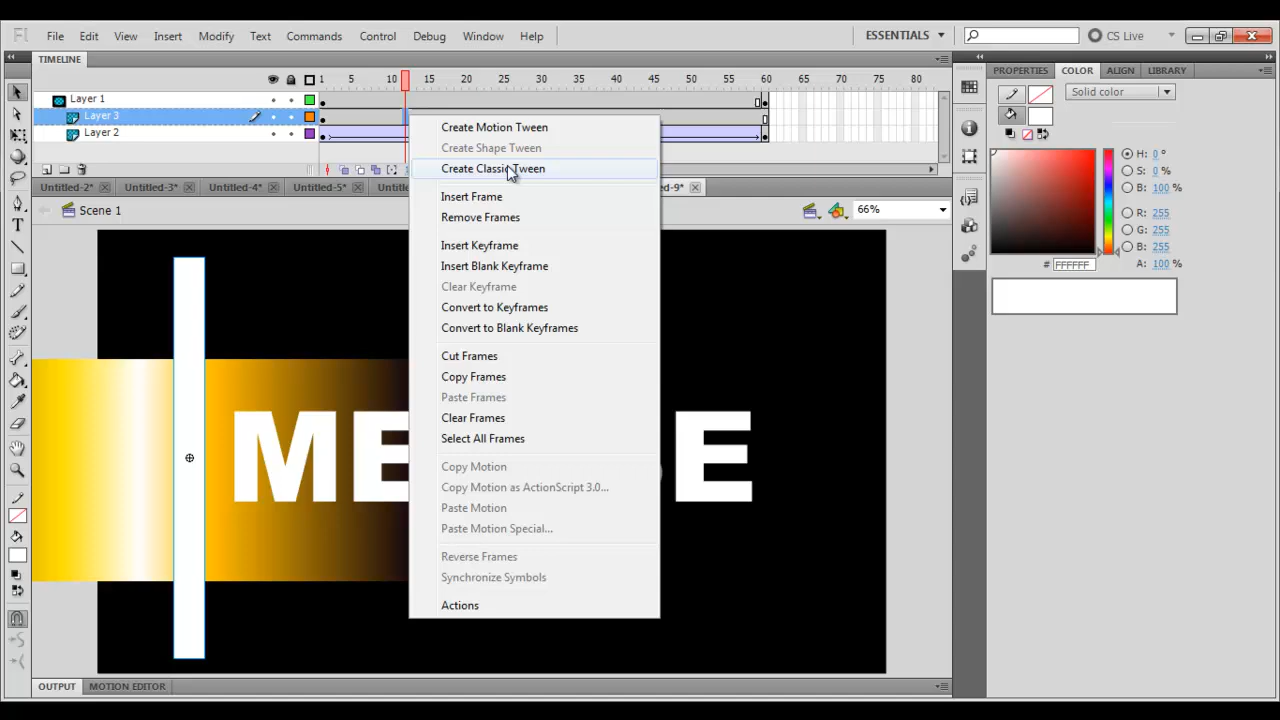 Fl File Edit View Insert Modify Text Commands Control Debug Window Help ESSENTIALS CS Live
TIMELINE
1 5 10 15 20 25 30 35 40 45 50 55 60 65 70 75 80
Layer 1
Layer 3
Layer 2
Untitled-2* Untitled-3* Untitled-4* Untitled-5*
Scene 1
66%
Create Motion Tween
Create Shape Tween
Create Classic Tween
Insert Frame
Remove Frames
Insert Keyframe
Insert Blank Keyframe
Clear Keyframe
Convert to Keyframes
Convert to Blank Keyframes
Cut Frames
Copy Frames
Paste Frames
Clear Frames
Select All Frames
Copy Motion
Copy Motion as ActionScript 3.0...
Paste Motion
Paste Motion Special...
Reverse Frames
Synchronize Symbols
Actions
PROPERTIES COLOR ALIGN LIBRARY
Solid color
H: 0 °
S: 0 %
B: 100 %
R: 255
G: 255
B: 255
# FFFFFF A: 100 %
OUTPUT MOTION EDITOR